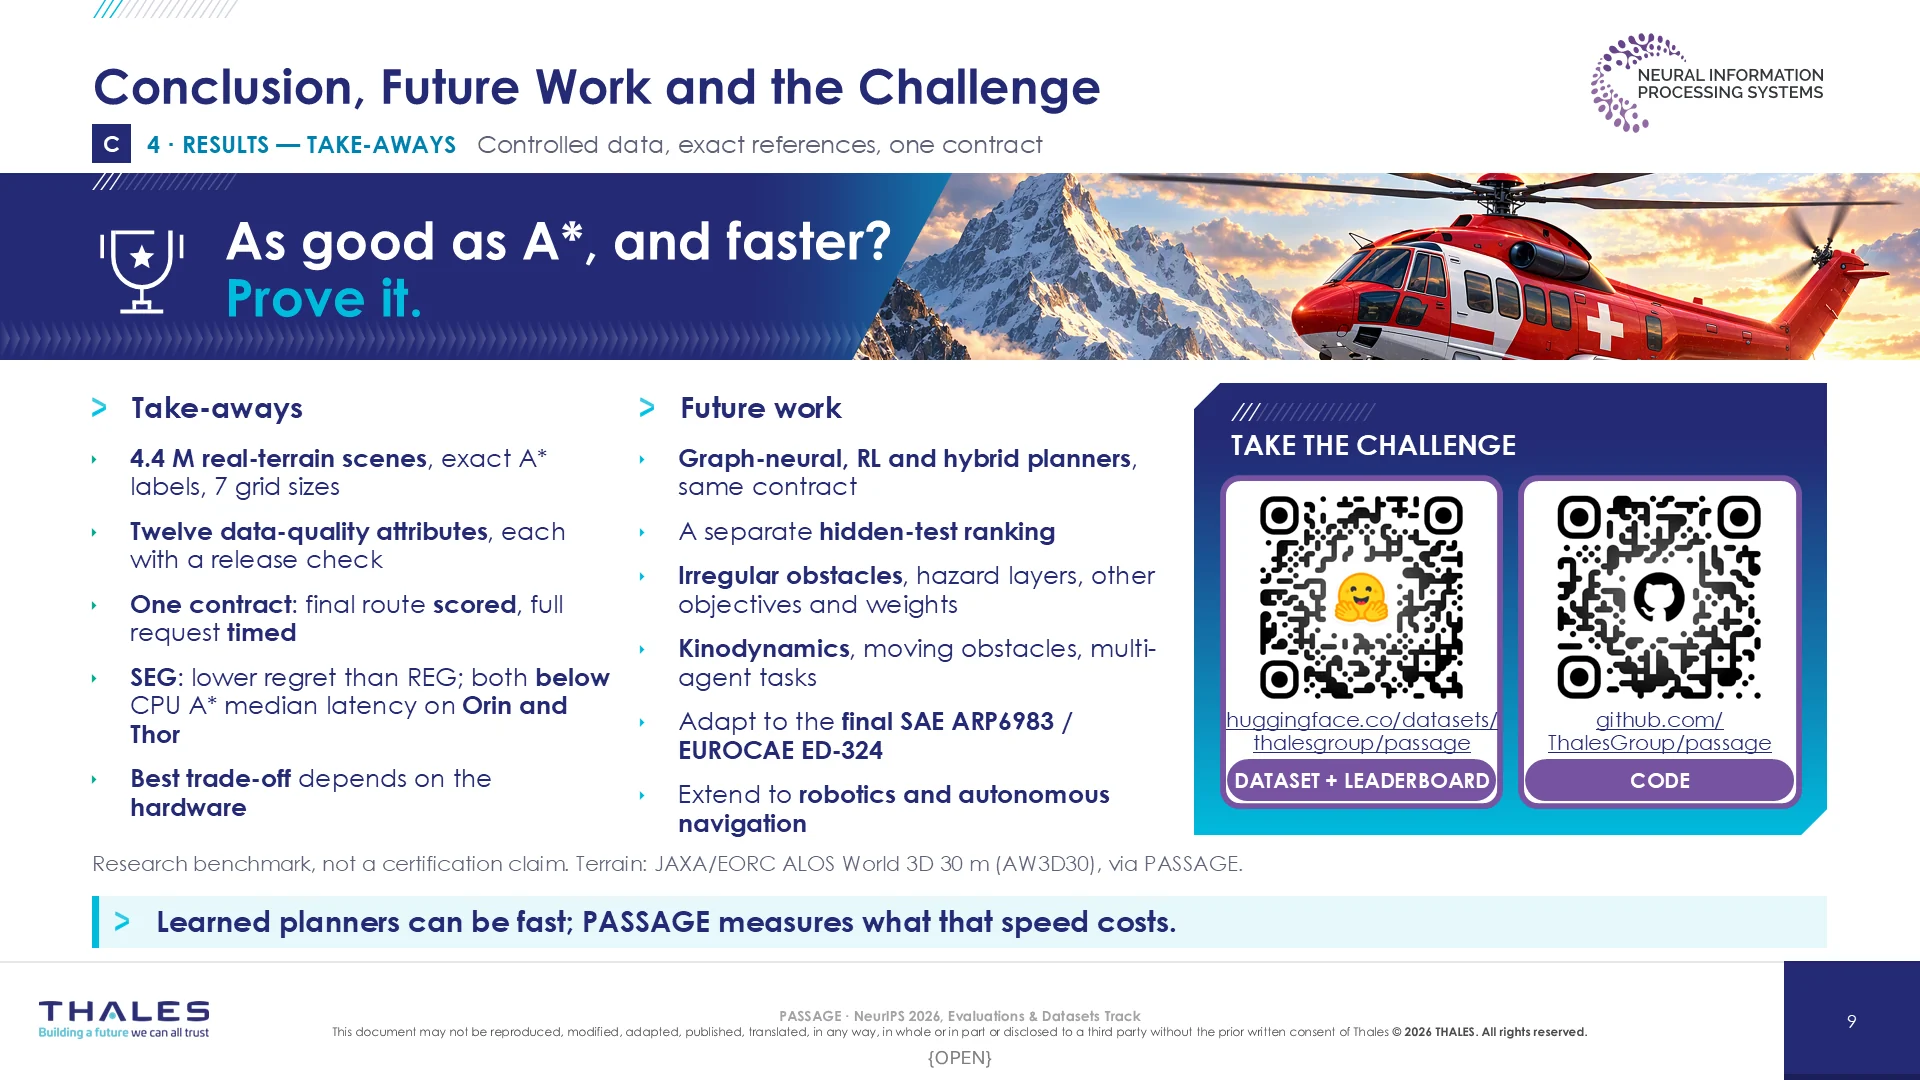 Conclusion, Future Work and the Challenge
NEURAL INFORMATION
PROCESSING SYSTEMS
C
4 · RESULTS — TAKE-AWAYS Controlled data, exact references, one contract
As good as A*, and faster?
Prove it.
> Take-aways
4.4 M real-terrain scenes, exact A*
labels, 7 grid sizes
Twelve data-quality attributes, each
with a release check
One contract: final route scored, full
request timed
SEG: lower regret than REG; both below
CPU A* median latency on Orin and
Thor
Best trade-off depends on the
hardware
> Future work
Graph-neural, RL and hybrid planners,
same contract
A separate hidden-test ranking
Irregular obstacles, hazard layers, other
objectives and weights
Kinodynamics, moving obstacles, multi-
agent tasks
Adapt to the final SAE ARP6983 /
EUROCAE ED-324
Extend to robotics and autonomous
navigation
TAKE THE CHALLENGE
huggingface.co/datasets/
thalesgroup/passage
DATASET + LEADERBOARD
github.com/
ThalesGroup/passage
CODE
Research benchmark, not a certification claim. Terrain: JAXA/EORC ALOS World 3D 30 m (AW3D30), via PASSAGE.
> Learned planners can be fast; PASSAGE measures what that speed costs.
THALES
Building a future we can all trust
PASSAGE · NeurIPS 2026, Evaluations & Datasets Track
This document may not be reproduced, modified, adapted, published, translated, in any way, in whole or in part or disclosed to a third party without the prior written consent of Thales © 2026 THALES. All rights reserved.
{OPEN}
9